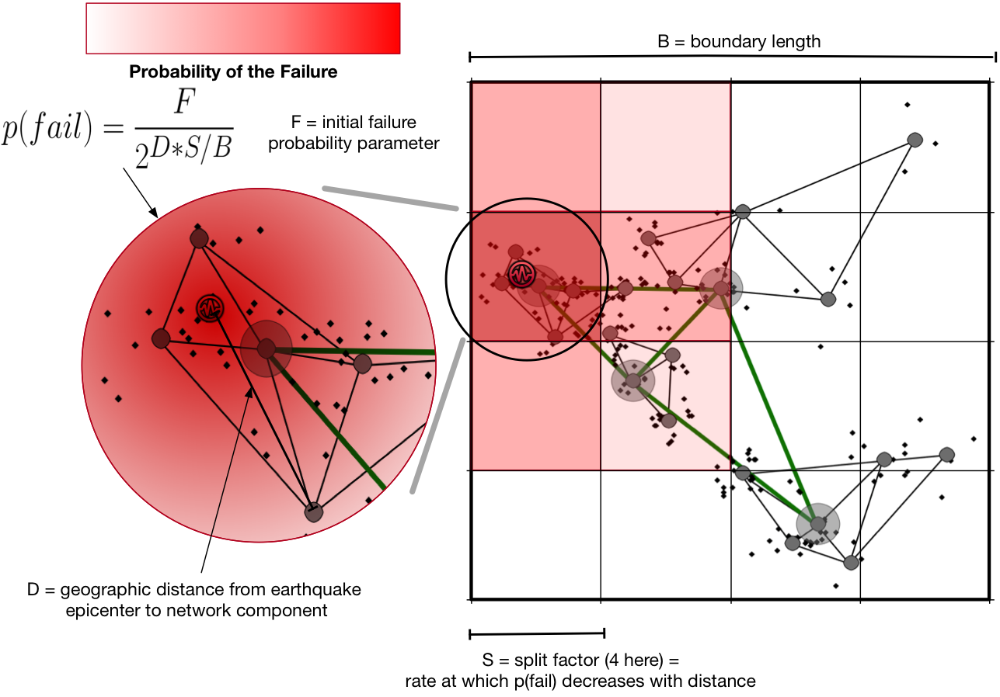 B = boundary length
Probability of the Failure
p(fail) = F / 2^{D*S/B}
F = initial failure
probability parameter
D = geographic distance from earthquake
epicenter to network component
S = split factor (4 here) =
rate at which p(fail) decreases with distance